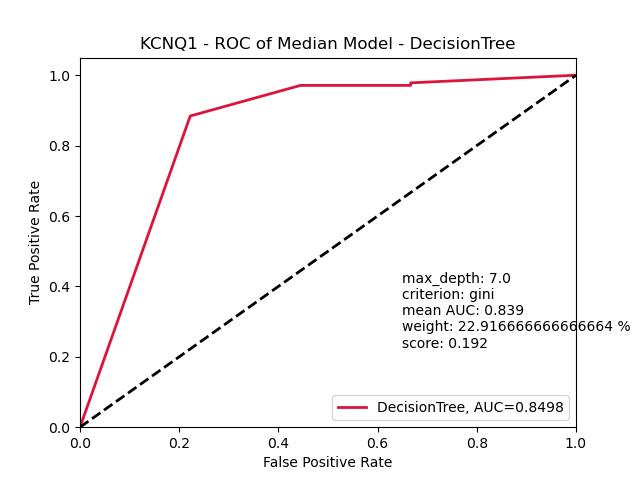 KCNQ1 - ROC of Median Model - DecisionTree
True Positive Rate
1.0
0.8
0.6
0.4
0.2
0.0
max_depth: 7.0
criterion: gini
mean AUC: 0.839
weight: 22.916666666666664 %
score: 0.192
DecisionTree, AUC=0.8498
0.0 0.2 0.4 0.6 0.8 1.0
False Positive Rate